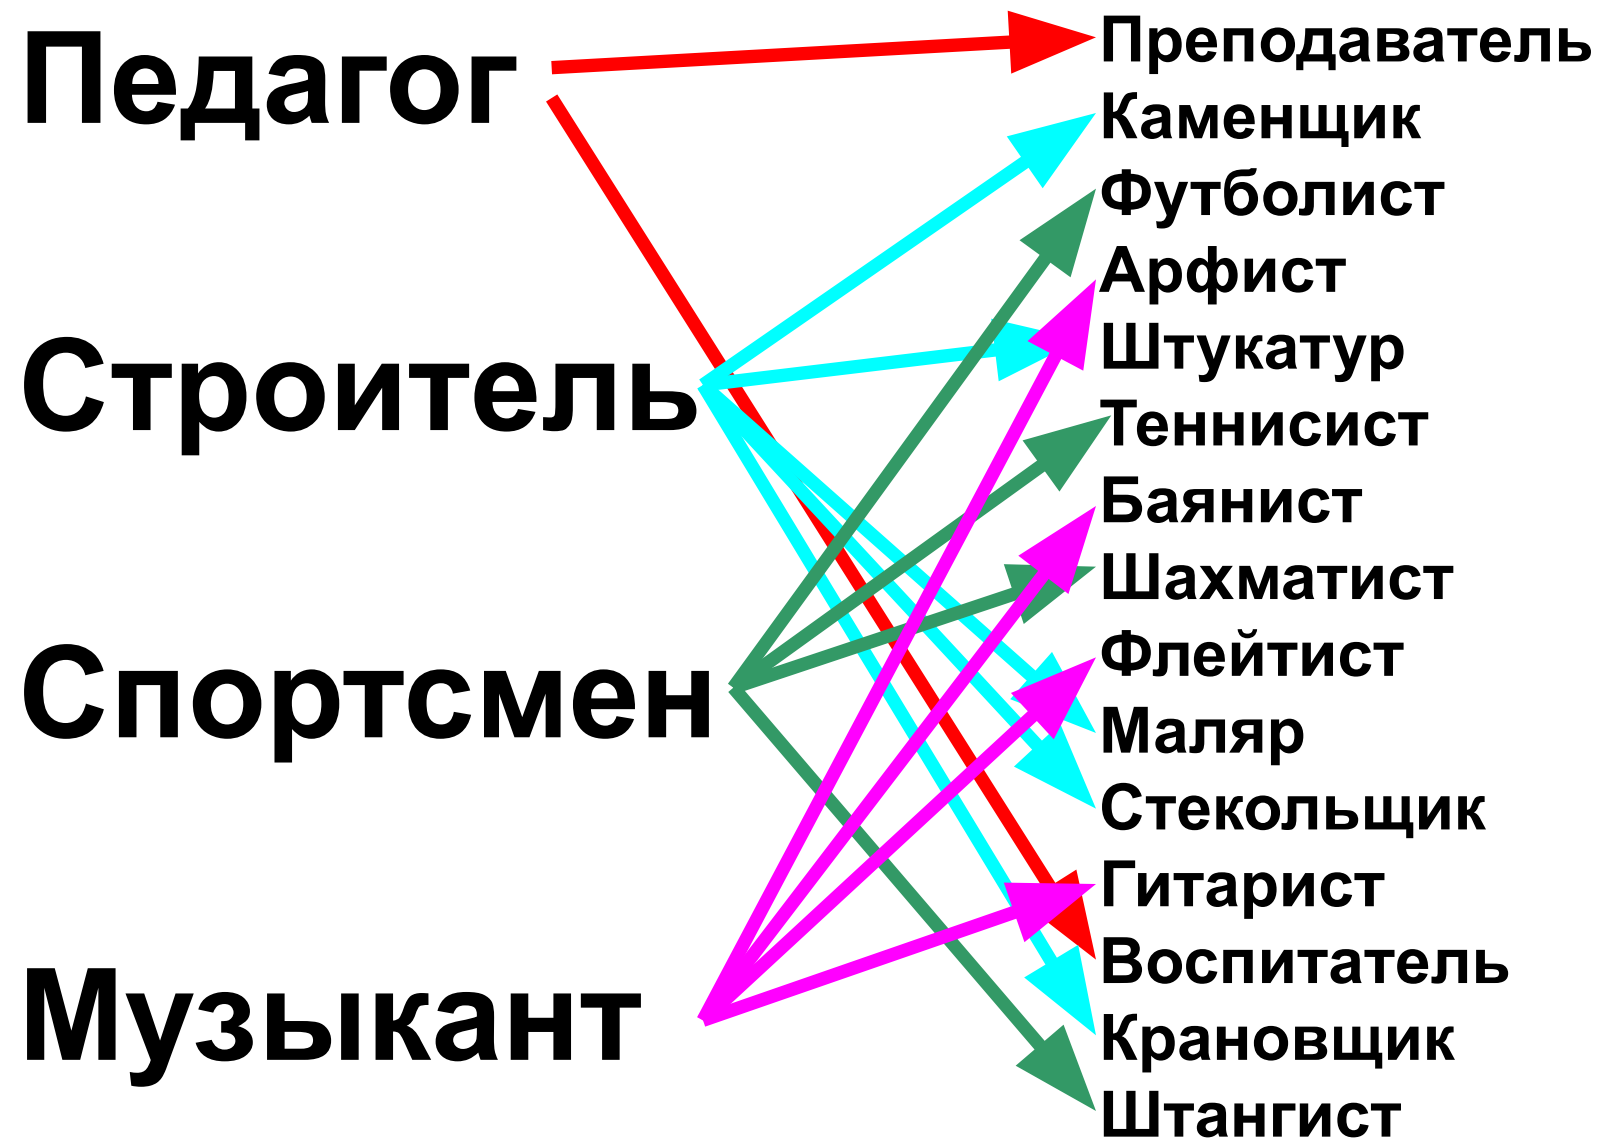 Педагог
Строитель
Спортсмен
Музыкант
Преподаватель
Каменщик
Футболист
Арфист
Штукатур
Теннисист
Баянист
Шахматист
Флейтист
Маляр
Стекольщик
Гитарист
Воспитатель
Крановщик
Штангист